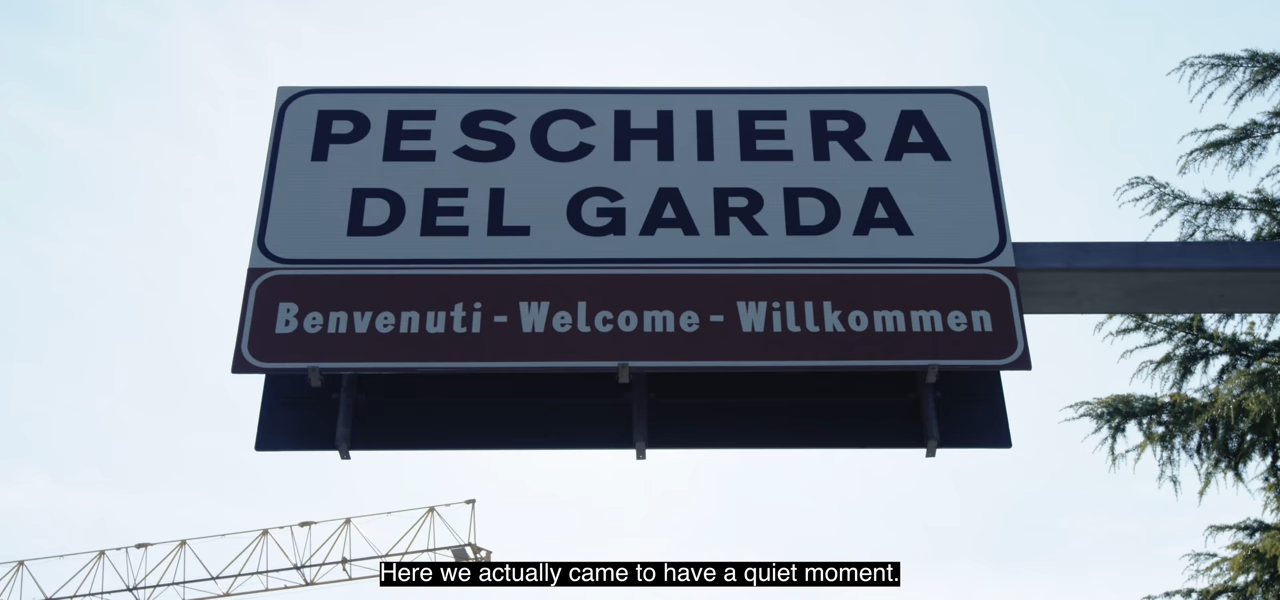 PESCHIERA
DEL GARDA
Benvenuti - Welcome - Willkommen
Here we actually came to have a quiet moment.